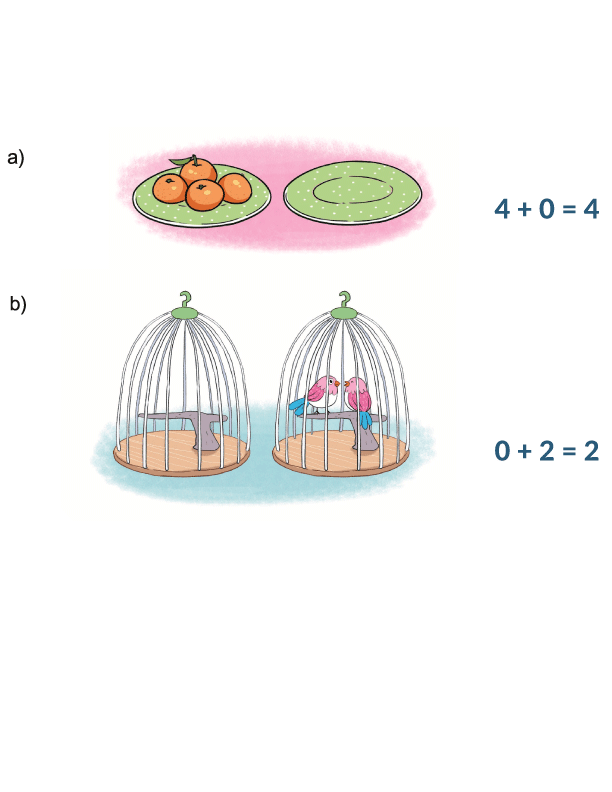 a)
4 + 0 = 4
b)
0 + 2 = 2